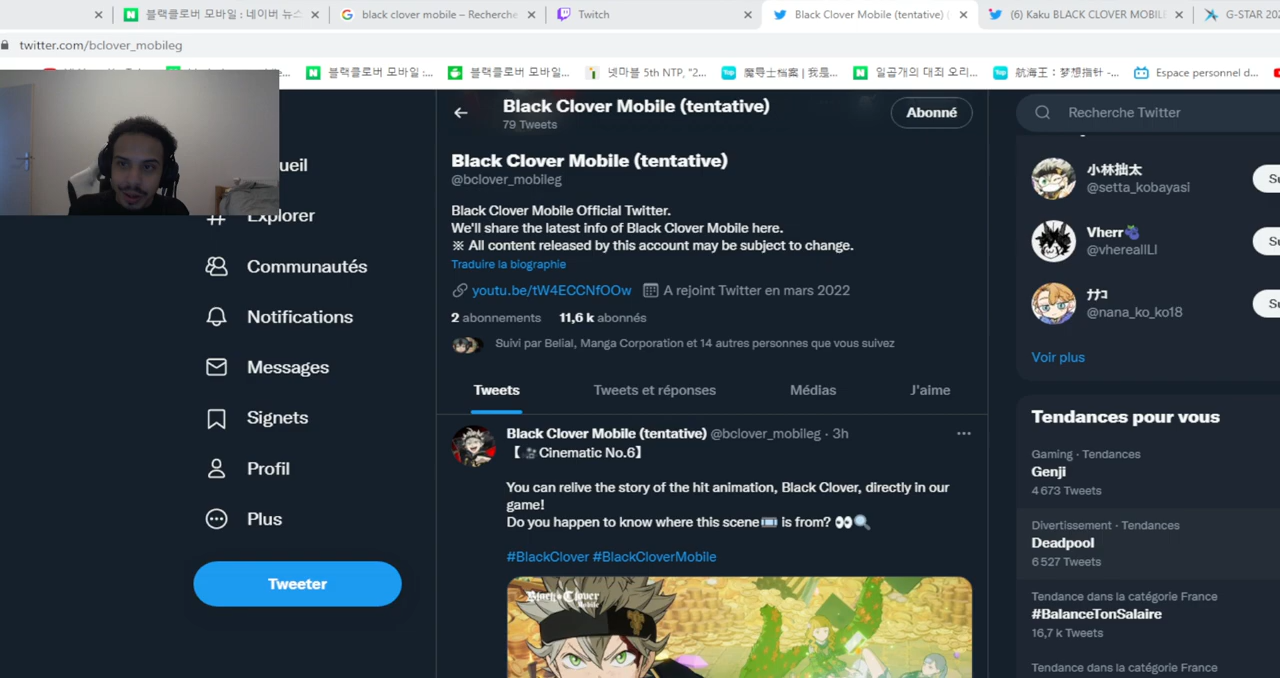 블랙클로버 모바일 : 네이버 뉴스
black clover mobile – Recherche
Twitch
Black Clover Mobile (tentative) (
(6) Kaku BLACK CLOVER MOBILE
G-STAR 202
twitter.com/bclover_mobileg
블랙클로버 모바일 :...
블랙클로버 모바일...
넷마블 5th NTP, "2...
魔导士档案 | 我是...
일곱개의 대죄 오리...
航海王：梦想指针 -...
Espace personnel d...
Black Clover Mobile (tentative)
79 Tweets
Abonné
Recherche Twitter
Black Clover Mobile (tentative)
@bclover_mobileg
Black Clover Mobile Official Twitter.
We'll share the latest info of Black Clover Mobile here.
※ All content released by this account may be subject to change.
Traduire la biographie
youtu.be/tW4ECCNfOOw
A rejoint Twitter en mars 2022
2 abonnements 11,6 k abonnés
Suivi par Belial, Manga Corporation et 14 autres personnes que vous suivez
Tweets
Tweets et réponses
Médias
J'aime
Black Clover Mobile (tentative) @bclover_mobileg · 3h
【🎥Cinematic No.6】
You can relive the story of the hit animation, Black Clover, directly in our
game!
Do you happen to know where this scene🎞️ is from? 👀🔍
#BlackClover #BlackCloverMobile
Black Clover
Mobile
ueil
Explorer
Communautés
Notifications
Messages
Signets
Profil
Plus
Tweeter
小林拙太
@setta_kobayasi
Su
Vherr🍇
@vhereallLl
Su
ﾅﾅｺ
@nana_ko_ko18
Su
Voir plus
Tendances pour vous
Gaming · Tendances
Genji
4 673 Tweets
Divertissement · Tendances
Deadpool
6 527 Tweets
Tendance dans la catégorie France
#BalanceTonSalaire
16,7 k Tweets
Tendance dans la catégorie France